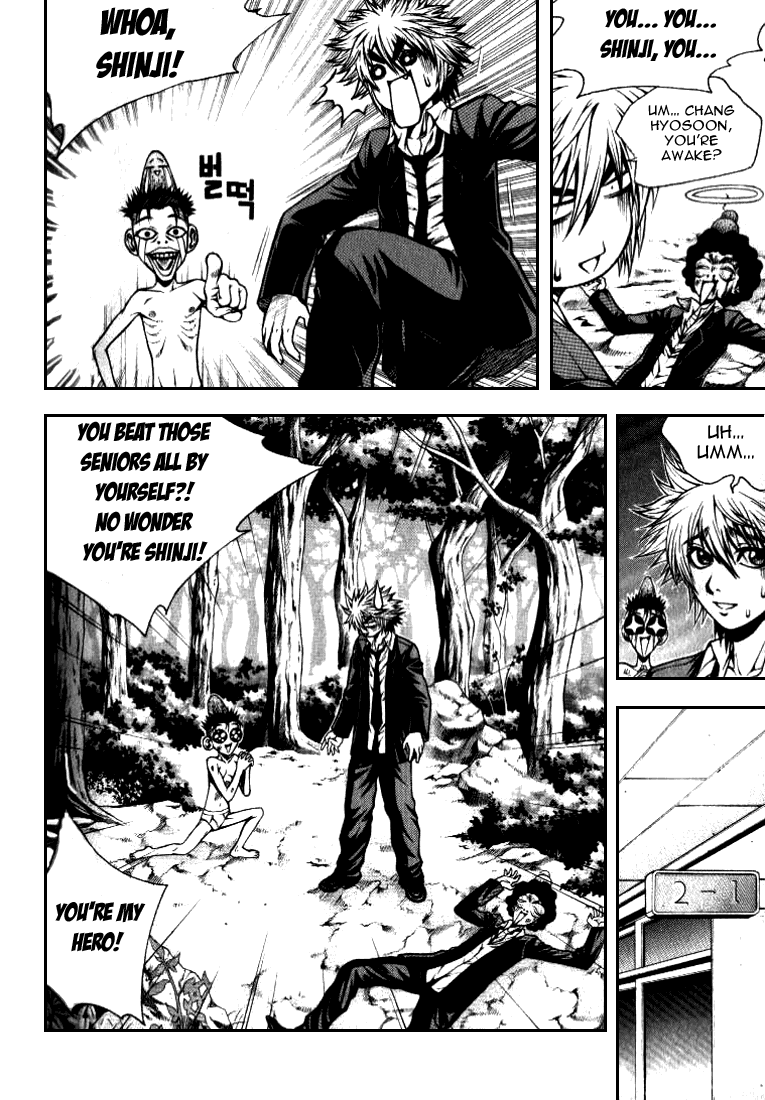 WHOA,
SHINJI!
벌
떡
YOU... YOU...
SHINJI, YOU...
UM... CHANG
HYOSOON,
YOU'RE
AWAKE?
YOU BEAT THOSE
SENIORS ALL BY
YOURSELF?!
NO WONDER
YOU'RE SHINJI!
YOU'RE MY
HERO!
UH...
UMM...
2-1